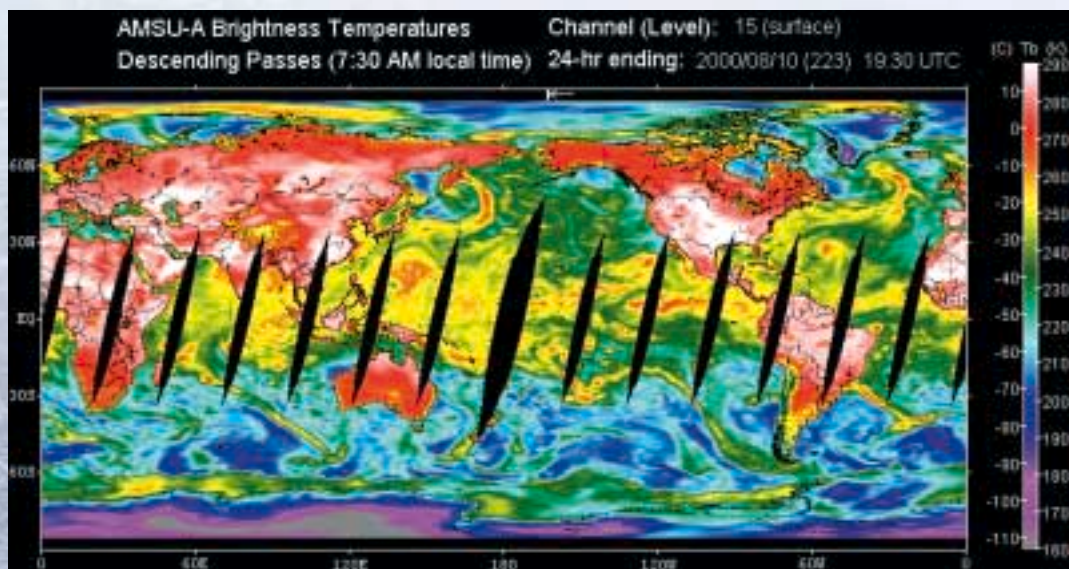 AMSU-A Brightness Temperatures
Channel (Level): 15 (surface)
Descending Passes (7:30 AM local time)
24-hr ending: 2000/08/10 (223) 19.30 UTC
(C) Tb (K)
290
10 280
0 270
-10 260
-20 250
-30
-40 230
-50 220
-60 210
-70 200
-80 190
-90 180
-100 170
-110 160
60N
30N
EQ
30S
60S
0 60E 120E 180 120W 60W 0